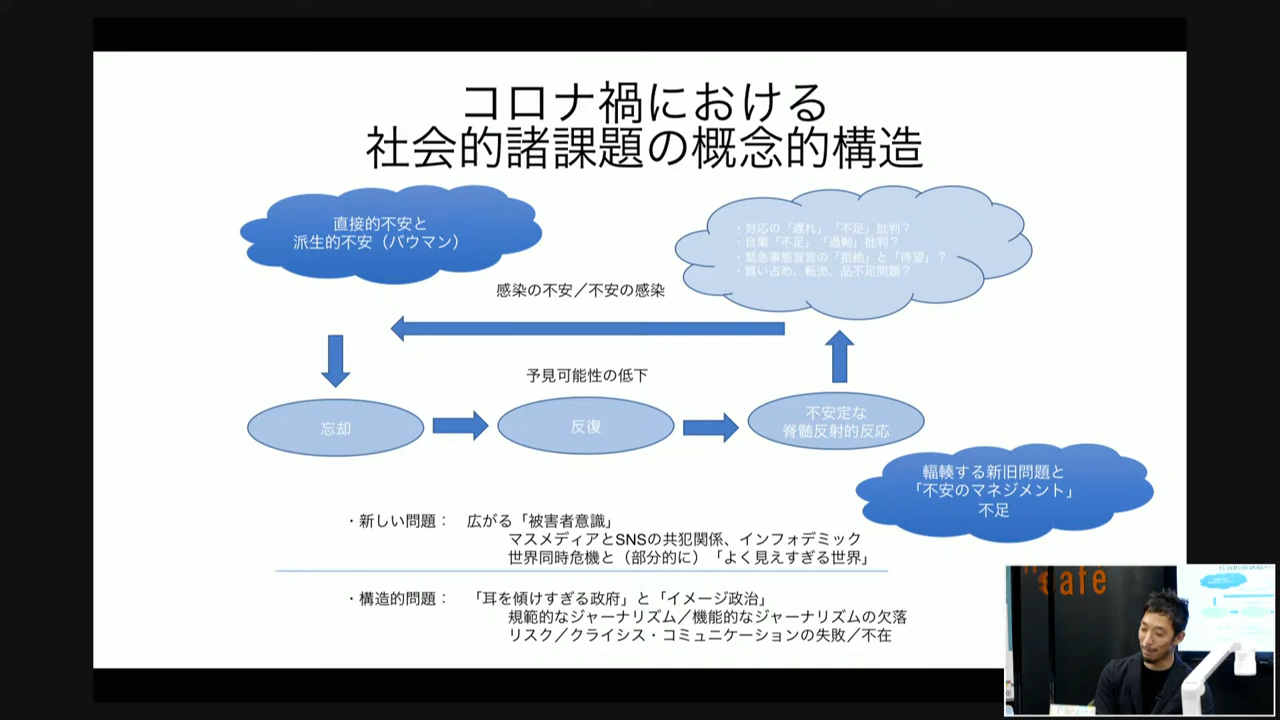 コロナ禍における
社会的諸課題の概念的構造
直接的不安と
派生的不安（バウマン）
・対応の「遅れ」「不足」批判？
・自粛「不足」「過剰」批判？
・緊急事態宣言の「拒絶」と「待望」？
・買い占め、転売、品不足問題？
感染の不安／不安の感染
予見可能性の低下
忘却
反復
不安定な
脊髄反射的反応
輻輳する新旧問題と
「不安のマネジメント」
不足
・新しい問題： 広がる「被害者意識」
マスメディアとSNSの共犯関係、インフォデミック
世界同時危機と（部分的に）「よく見えすぎる世界」
・構造的問題： 「耳を傾けすぎる政府」と「イメージ政治」
規範的なジャーナリズム／機能的なジャーナリズムの欠落
リスク／クライシス・コミュニケーションの失敗／不在
café